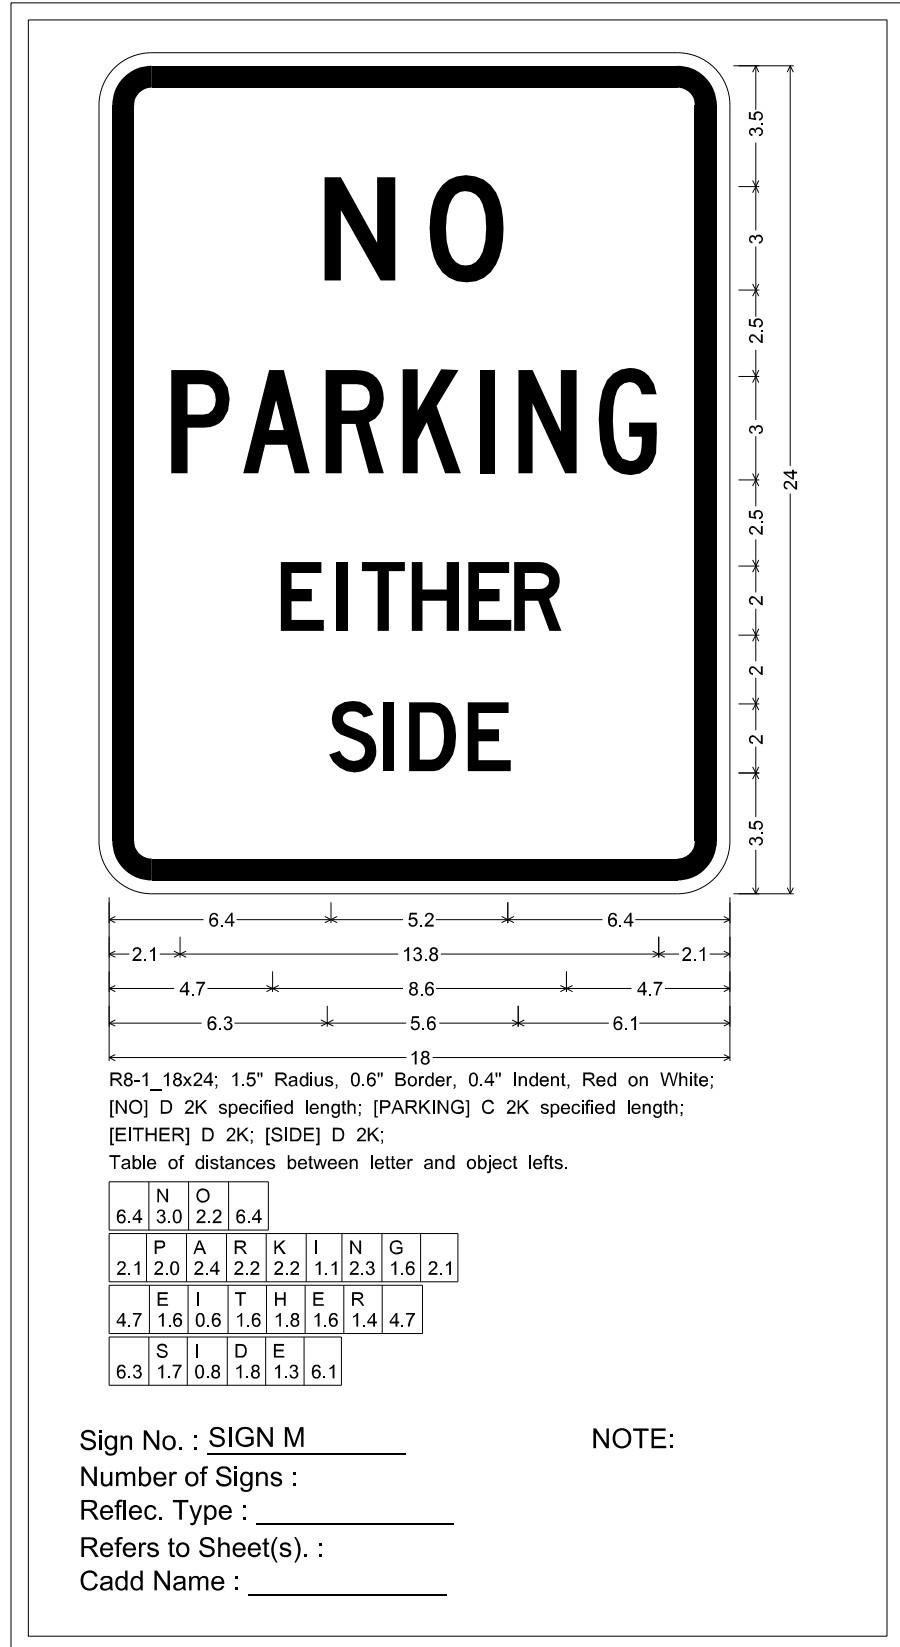 NO
PARKING
EITHER
SIDE
3.5
3
2.5
3
2.5
2
2
2
3.5
24
6.4 5.2 6.4
2.1 13.8 2.1
4.7 8.6 4.7
6.3 5.6 6.1
18
R8-1_18x24; 1.5" Radius, 0.6" Border, 0.4" Indent, Red on White;
[NO] D 2K specified length; [PARKING] C 2K specified length;
[EITHER] D 2K; [SIDE] D 2K;
Table of distances between letter and object lefts.
N O
6.4 3.0 2.2 6.4
P A R K I N G
2.1 2.0 2.4 2.2 2.2 1.1 2.3 1.6 2.1
E I T H E R
4.7 1.6 0.6 1.6 1.8 1.6 1.4 4.7
S I D E
6.3 1.7 0.8 1.8 1.3 6.1
Sign No. : SIGN M NOTE:
Number of Signs :
Reflec. Type :
Refers to Sheet(s). :
Cadd Name :